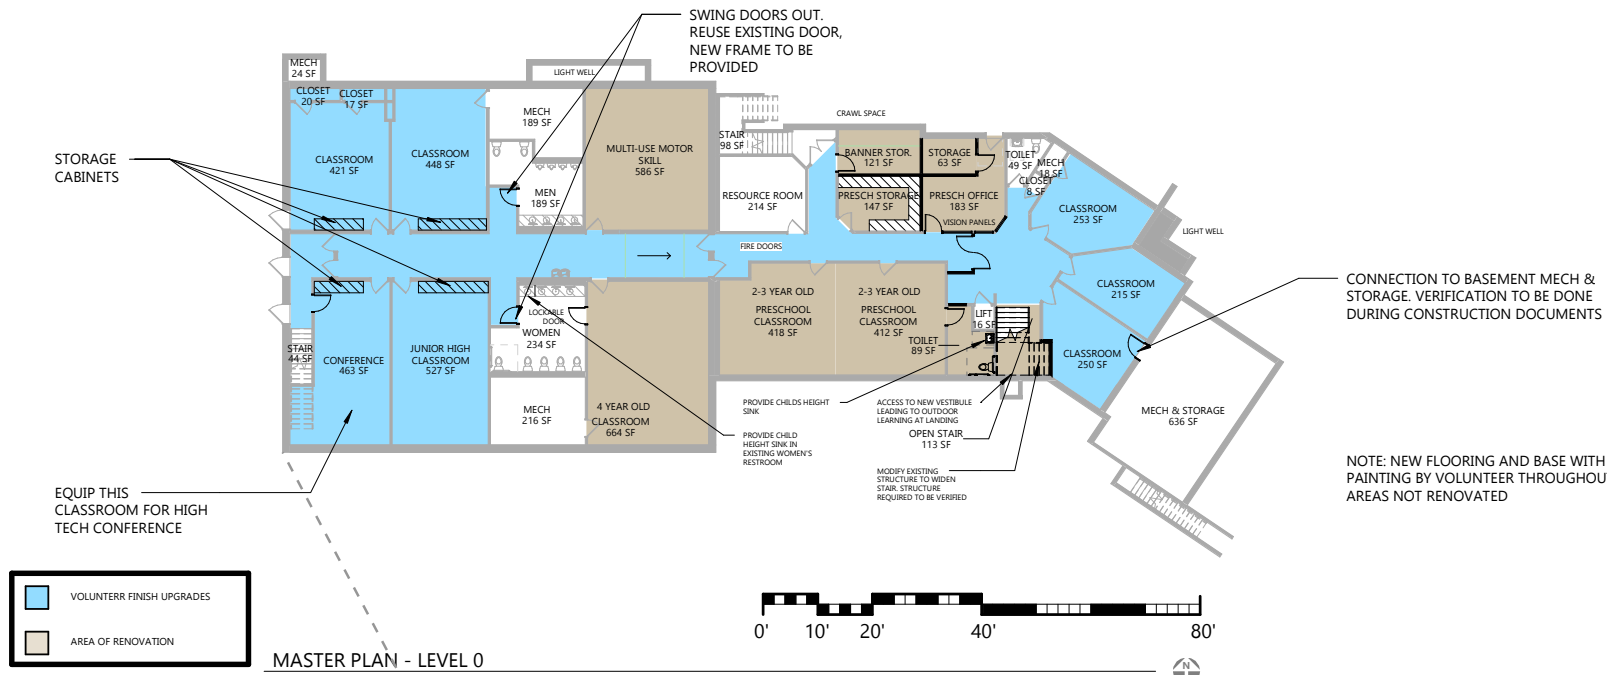 SWING DOORS OUT.
REUSE EXISTING DOOR,
NEW FRAME TO BE
PROVIDED
MECH
24 SF
LIGHT WELL
CLOSET
20 SF
CLOSET
17 SF
MECH
189 SF
CRAWL SPACE
STAIR
98 SF
STORAGE
CABINETS
CLASSROOM
421 SF
CLASSROOM
448 SF
MULTI-USE MOTOR
SKILL
586 SF
BANNER STOR.
121 SF
STORAGE
63 SF
TOILET
49 SF
MECH
18 SF
CLOSET
8 SF
MEN
189 SF
RESOURCE ROOM
214 SF
PRESCH STORAGE
147 SF
PRESCH OFFICE
183 SF
VISION PANELS
CLASSROOM
253 SF
LIGHT WELL
FIRE DOORS
CONNECTION TO BASEMENT MECH &
STORAGE. VERIFICATION TO BE DONE
DURING CONSTRUCTION DOCUMENTS
CLASSROOM
215 SF
2-3 YEAR OLD
PRESCHOOL
CLASSROOM
418 SF
2-3 YEAR OLD
PRESCHOOL
CLASSROOM
412 SF
LOCKABLE
DOOR
WOMEN
234 SF
LIFT
16 SF
TOILET
89 SF
STAIR
44 SF
CONFERENCE
463 SF
JUNIOR HIGH
CLASSROOM
527 SF
CLASSROOM
250 SF
MECH
216 SF
4 YEAR OLD
CLASSROOM
664 SF
PROVIDE CHILDS HEIGHT
SINK
ACCESS TO NEW VESTIBULE
LEADING TO OUTDOOR
LEARNING AT LANDING
OPEN STAIR
113 SF
MECH & STORAGE
636 SF
PROVIDE CHILD
HEIGHT SINK IN
EXISTING WOMEN'S
RESTROOM
MODIFY EXISTING
STRUCTURE TO WIDEN
STAIR. STRUCTURE
REQUIRED TO BE VERIFIED
NOTE: NEW FLOORING AND BASE WITH
PAINTING BY VOLUNTEER THROUGHOU
AREAS NOT RENOVATED
EQUIP THIS
CLASSROOM FOR HIGH
TECH CONFERENCE
VOLUNTERR FINISH UPGRADES
AREA OF RENOVATION
0' 10' 20' 40' 80'
MASTER PLAN - LEVEL 0
N